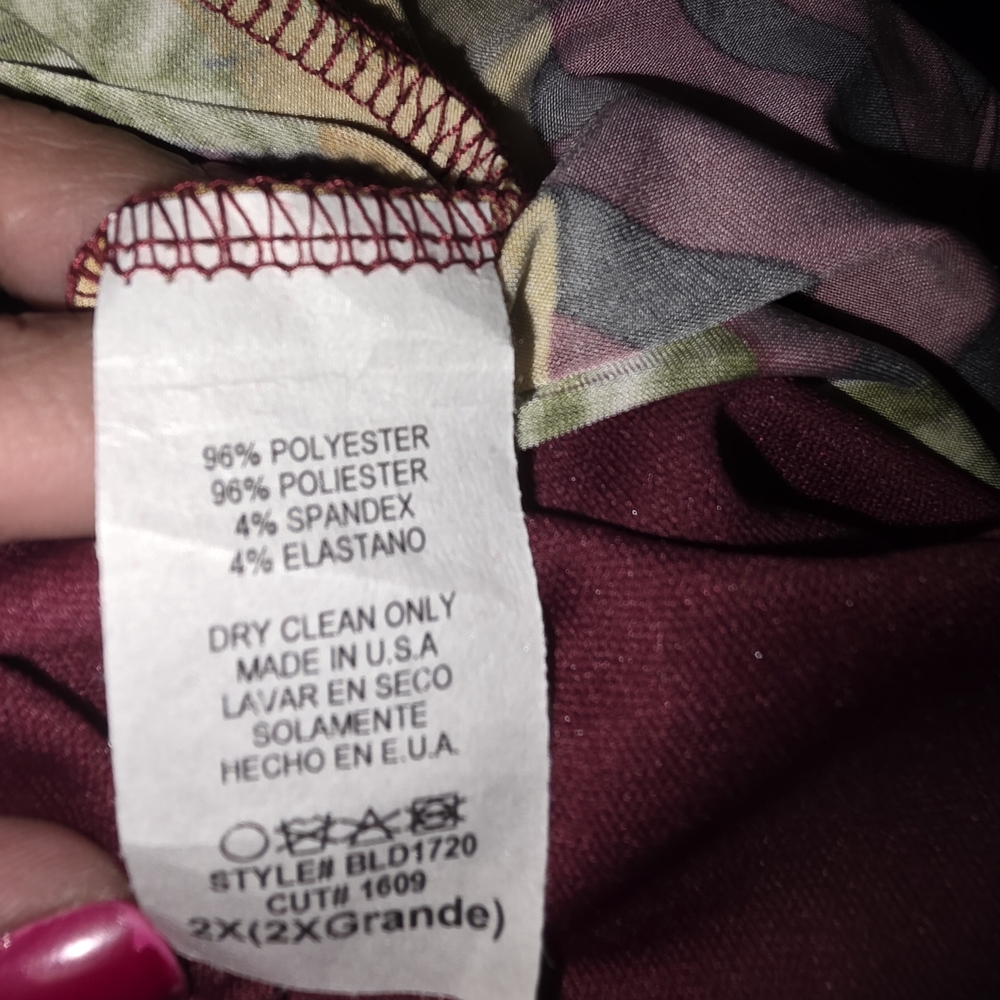 96% POLYESTER
96% POLIESTER
4% SPANDEX
4% ELASTANO
DRY CLEAN ONLY
MADE IN U.S.A
LAVAR EN SECO
SOLAMENTE
HECHO EN E.U.A.
STYLE# BLD1720
CUT# 1609
2X(2XGrande)